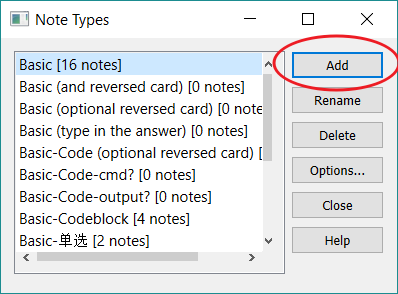 Note Types
Basic [16 notes]
Basic (and reversed card) [0 notes]
Basic (optional reversed card) [0 notes]
Basic (type in the answer) [0 notes]
Basic-Code (optional reversed card) [
Basic-Code-cmd? [0 notes]
Basic-Code-output? [0 notes]
Basic-Codeblock [4 notes]
Basic-单选 [2 notes]
Add
Rename
Delete
Options...
Close
Help